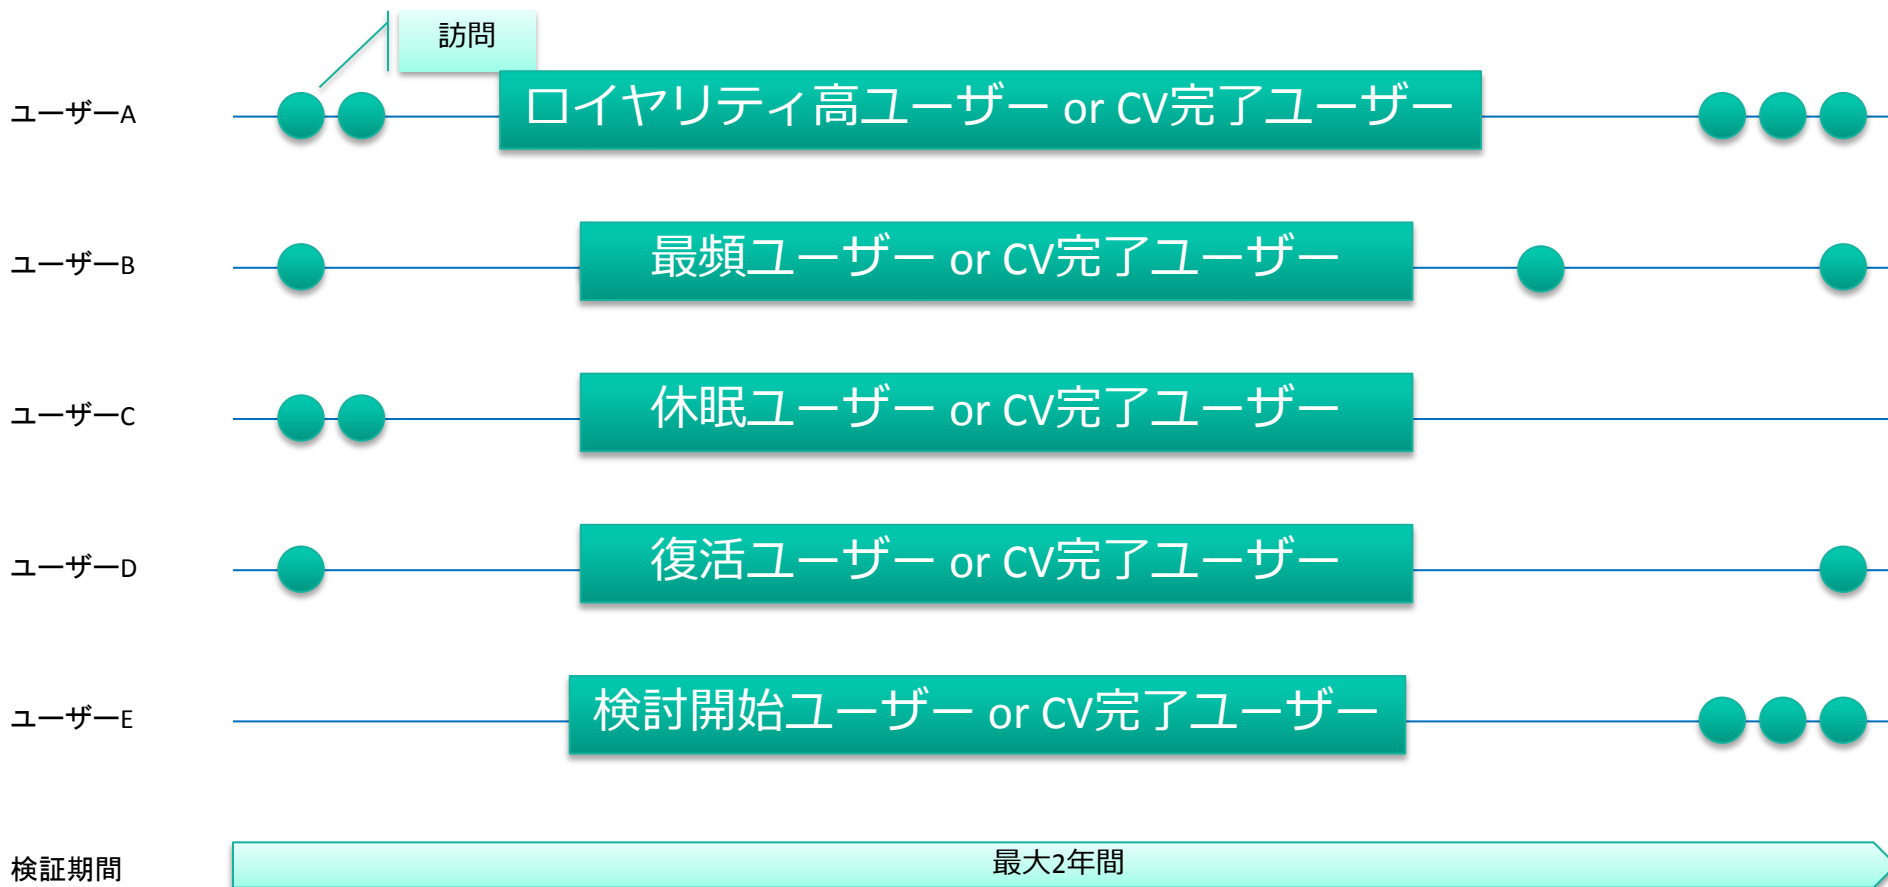 訪問
ユーザーA
ロイヤリティ高ユーザー or CV完了ユーザー
ユーザーB
最頻ユーザー or CV完了ユーザー
ユーザーC
休眠ユーザー or CV完了ユーザー
ユーザーD
復活ユーザー or CV完了ユーザー
ユーザーE
検討開始ユーザー or CV完了ユーザー
検証期間
最大2年間